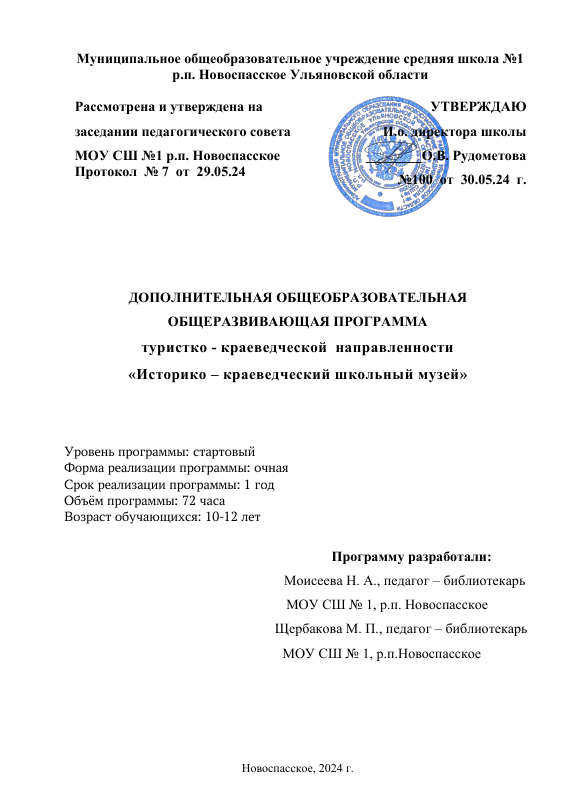 Муниципальное общеобразовательное учреждение средняя школа №1
р.п. Новоспасское Ульяновской области
Рассмотрена и утверждена на
заседании педагогического совета
МОУ СШ №1 р.п. Новоспасское
Протокол № 7 от 29.05.24
УТВЕРЖДАЮ
И.о. директора школы
О.В. Рудометова
№100 от 30.05.24 г.
ДОПОЛНИТЕЛЬНАЯ ОБЩЕОБРАЗОВАТЕЛЬНАЯ
ОБЩЕРАЗВИВАЮЩАЯ ПРОГРАММА
туристко - краеведческой направленности
«Историко – краеведческий школьный музей»
Уровень программы: стартовый
Форма реализации программы: очная
Срок реализации программы: 1 год
Объём программы: 72 часа
Возраст обучающихся: 10-12 лет
Программу разработали:
Моисеева Н. А., педагог – библиотекарь
МОУ СШ № 1, р.п. Новоспасское
Щербакова М. П., педагог – библиотекарь
МОУ СШ № 1, р.п.Новоспасское
Новоспасское, 2024 г.